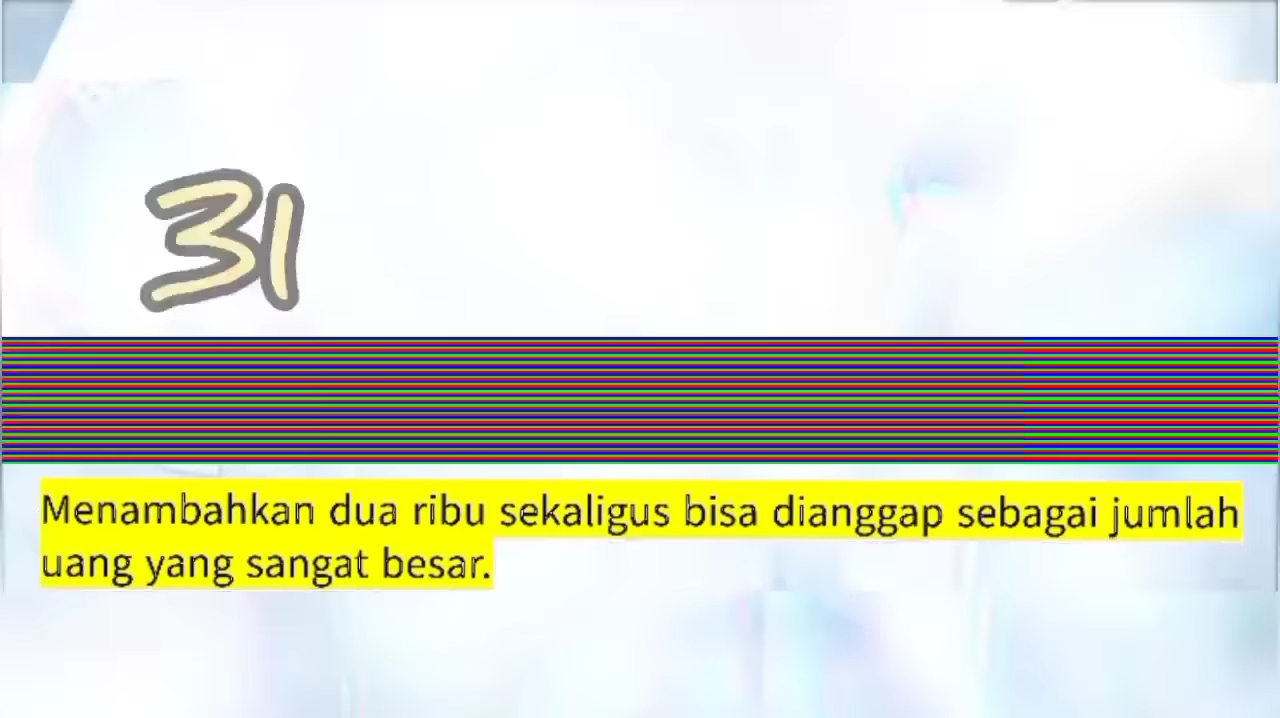 31
Menambahkan dua ribu sekaligus bisa dianggap sebagai jumlah
uang yang sangat besar.